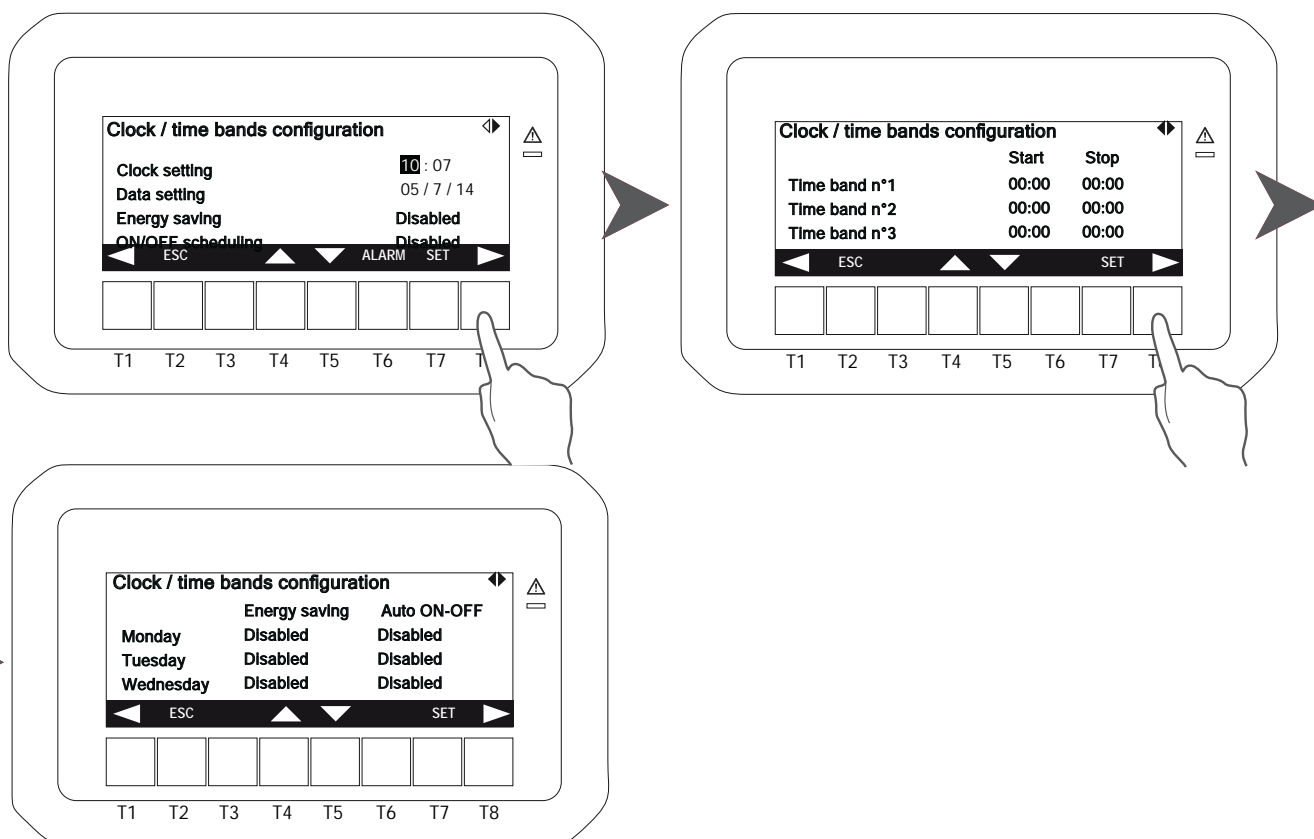 Clock / time bands configuration
Clock setting 10 : 07
Data setting 05 / 7 / 14
Energy saving Disabled
ON/OFF scheduling Disabled
ESC ALARM SET
T1 T2 T3 T4 T5 T6 T7
Clock / time bands configuration
Start Stop
Time band n°1 00:00 00:00
Time band n°2 00:00 00:00
Time band n°3 00:00 00:00
ESC SET
T1 T2 T3 T4 T5 T6 T7
Clock / time bands configuration
Energy saving Auto ON-OFF
Monday Disabled Disabled
Tuesday Disabled Disabled
Wednesday Disabled Disabled
ESC SET
T1 T2 T3 T4 T5 T6 T7 T8